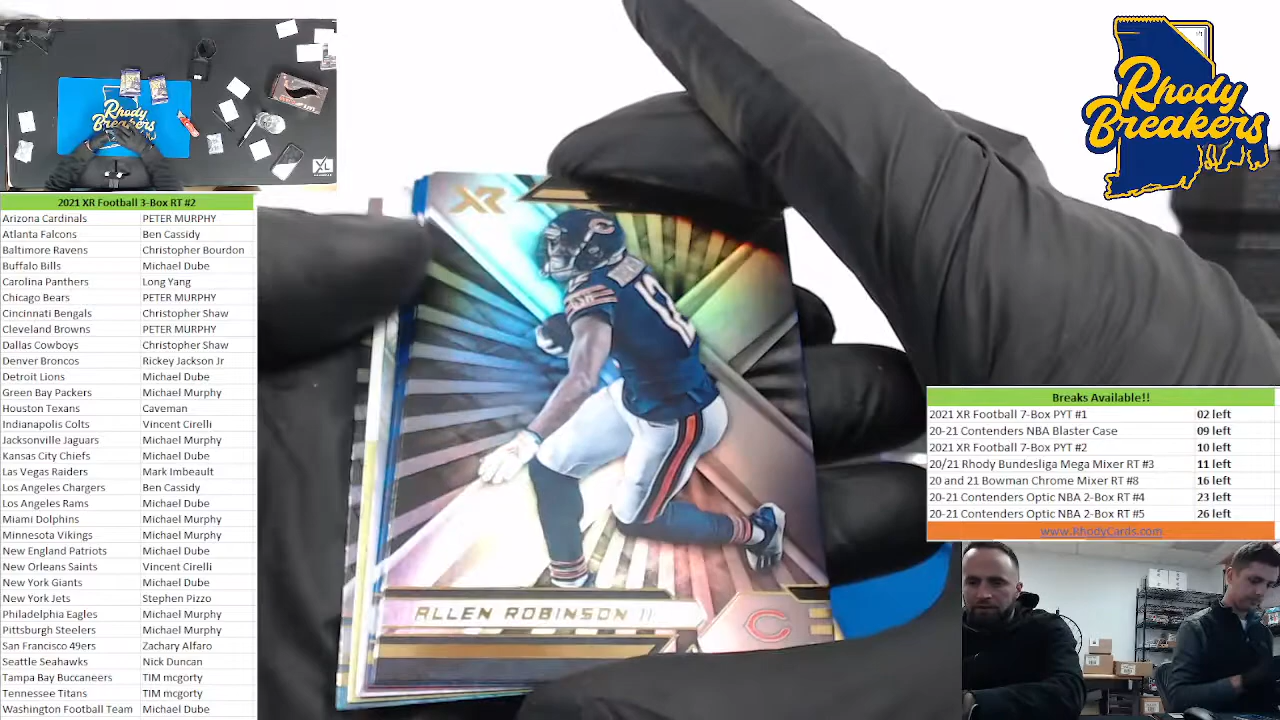 Rhody
Breakers
XL
2021 XR Football 3-Box RT #2
Arizona Cardinals PETER MURPHY
Atlanta Falcons Ben Cassidy
Baltimore Ravens Christopher Bourdon
Buffalo Bills Michael Dube
Carolina Panthers Long Yang
Chicago Bears PETER MURPHY
Cincinnati Bengals Christopher Shaw
Cleveland Browns PETER MURPHY
Dallas Cowboys Christopher Shaw
Denver Broncos Rickey Jackson Jr
Detroit Lions Michael Dube
Green Bay Packers Michael Murphy
Houston Texans Caveman
Indianapolis Colts Vincent Cirelli
Jacksonville Jaguars Michael Murphy
Kansas City Chiefs Michael Dube
Las Vegas Raiders Mark Imbeault
Los Angeles Chargers Ben Cassidy
Los Angeles Rams Michael Dube
Miami Dolphins Michael Murphy
Minnesota Vikings Michael Murphy
New England Patriots Michael Dube
New Orleans Saints Vincent Cirelli
New York Giants Michael Dube
New York Jets Stephen Pizzo
Philadelphia Eagles Michael Murphy
Pittsburgh Steelers Michael Murphy
San Francisco 49ers Zachary Alfaro
Seattle Seahawks Nick Duncan
Tampa Bay Buccaneers TIM mcgorty
Tennessee Titans TIM mcgorty
Washington Football Team Michael Dube
XR
12
ALLEN ROBINSON II
C
Rhody
Breakers
Breaks Available!!
2021 XR Football 7-Box PYT #1 02 left
20-21 Contenders NBA Blaster Case 09 left
2021 XR Football 7-Box PYT #2 10 left
20/21 Rhody Bundesliga Mega Mixer RT #3 11 left
20 and 21 Bowman Chrome Mixer RT #8 16 left
20-21 Contenders Optic NBA 2-Box RT #4 23 left
20-21 Contenders Optic NBA 2-Box RT #5 26 left
www.RhodyCards.com